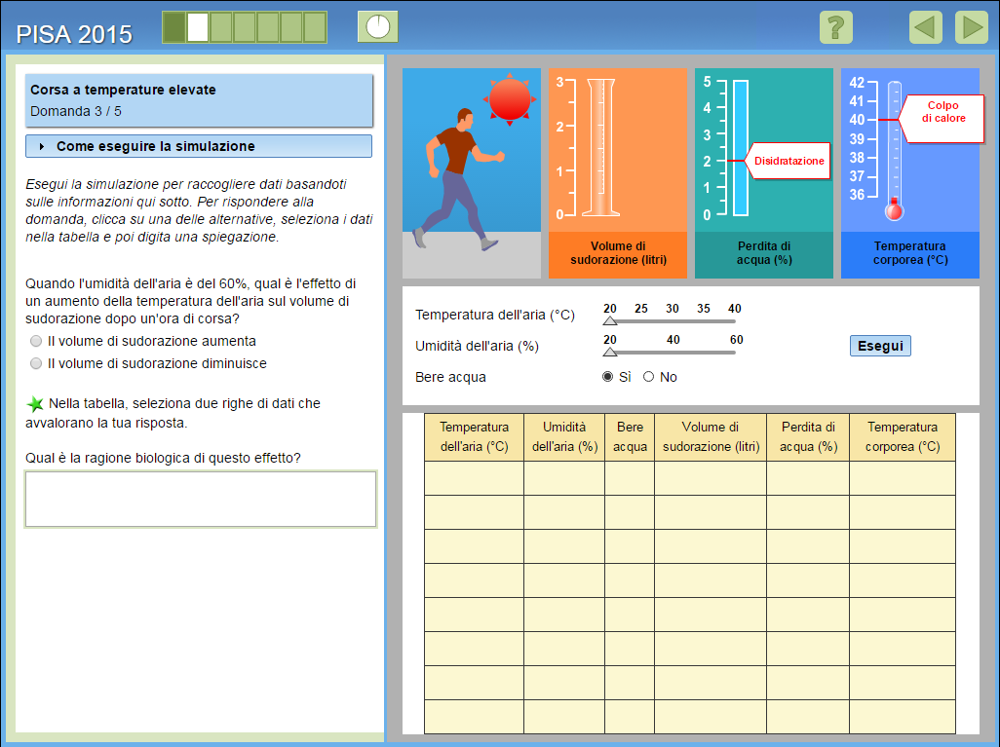 PISA 2015
?
Corsa a temperature elevate
Domanda 3 / 5
Come eseguire la simulazione
Esegui la simulazione per raccogliere dati basandoti
sulle informazioni qui sotto. Per rispondere alla
domanda, clicca su una delle alternative, seleziona i dati
nella tabella e poi digita una spiegazione.
Quando l'umidità dell'aria è del 60%, qual è l'effetto di
un aumento della temperatura dell'aria sul volume di
sudorazione dopo un'ora di corsa?
Il volume di sudorazione aumenta
Il volume di sudorazione diminuisce
Nella tabella, seleziona due righe di dati che
avvalorano la tua risposta.
Qual è la ragione biologica di questo effetto?
3
2
1
0
Volume di
sudorazione (litri)
5
4
3
2
1
0
Disidratazione
Perdita di
acqua (%)
42
41
40
39
38
37
36
Colpo
di calore
Temperatura
corporea (°C)
Temperatura dell'aria (°C) 20 25 30 35 40
Umidità dell'aria (%) 20 40 60
Esegui
Bere acqua Sì No
Temperatura Umidità Bere Volume di Perdita di Temperatura
dell'aria (°C) dell'aria (%) acqua sudorazione (litri) acqua (%) corporea (°C)